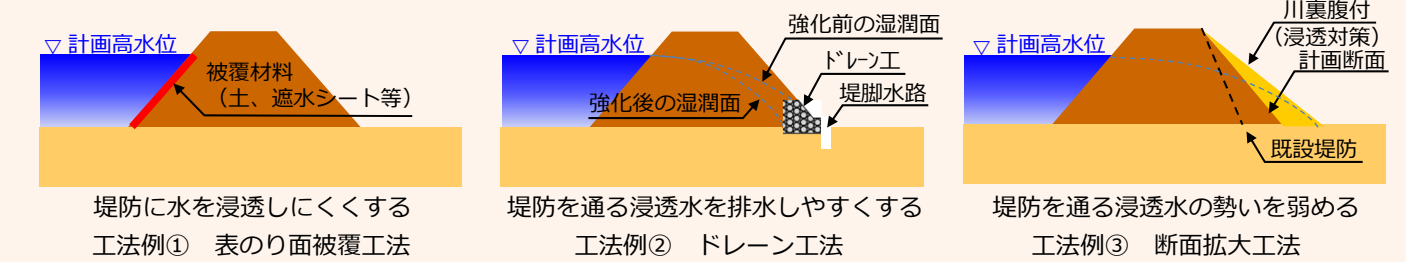 ▽ 計画高水位
被覆材料
（土、遮水シート等）
堤防に水を浸透しにくくする
工法例①　表のり面被覆工法
▽ 計画高水位
強化前の湿潤面
ﾄﾞﾚｰﾝ工
堤脚水路
強化後の湿潤面
堤防を通る浸透水を排水しやすくする
工法例②　ドレーン工法
▽ 計画高水位
川裏腹付
（浸透対策）
計画断面
既設堤防
堤防を通る浸透水の勢いを弱める
工法例③　断面拡大工法